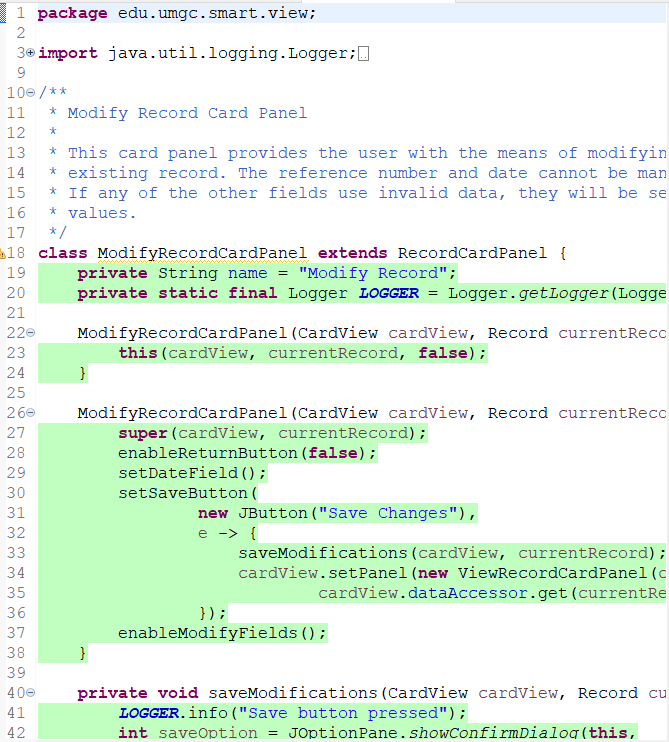 1 package edu.umgc.smart.view;
2
3 import java.util.logging.Logger;
9
10 /**
11 * Modify Record Card Panel
12 *
13 * This card panel provides the user with the means of modifyin
14 * existing record. The reference number and date cannot be man
15 * If any of the other fields use invalid data, they will be se
16 * values.
17 */
18 class ModifyRecordCardPanel extends RecordCardPanel {
19 private String name = "Modify Record";
20 private static final Logger LOGGER = Logger.getLogger(Logge
21
22 ModifyRecordCardPanel(CardView cardView, Record currentReco
23 this(cardView, currentRecord, false);
24 }
25
26 ModifyRecordCardPanel(CardView cardView, Record currentReco
27 super(cardView, currentRecord);
28 enableReturnButton(false);
29 setDateField();
30 setSaveButton(
31 new JButton("Save Changes"),
32 e -> {
33 saveModifications(cardView, currentRecord);
34 cardView.setPanel(new ViewRecordCardPanel(c
35 cardView.dataAccessor.get(currentRe
36 });
37 enableModifyFields();
38 }
39
40 private void saveModifications(CardView cardView, Record cu
41 LOGGER.info("Save button pressed");
42 int saveOption = JOptionPane.showConfirmDialog(this,